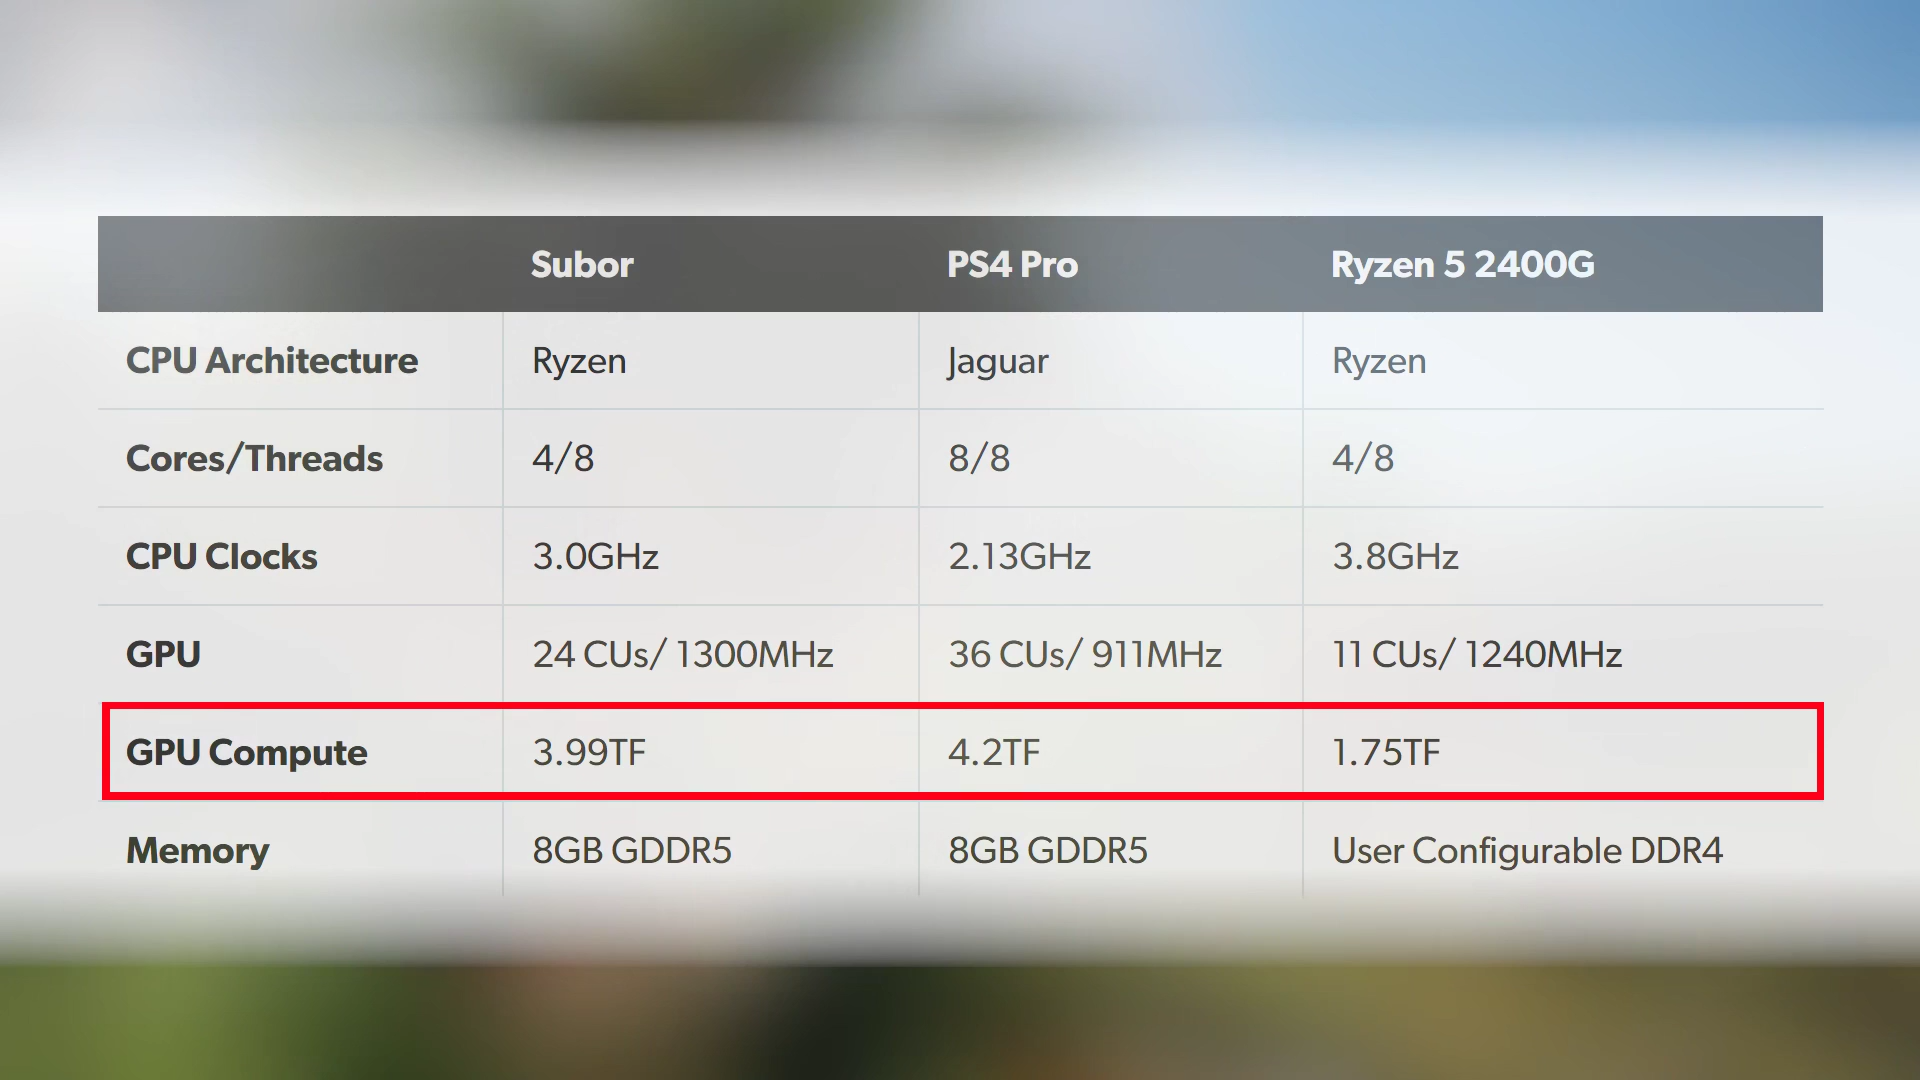 Subor PS4 Pro Ryzen 5 2400G
CPU Architecture Ryzen Jaguar Ryzen
Cores/Threads 4/8 8/8 4/8
CPU Clocks 3.0GHz 2.13GHz 3.8GHz
GPU 24 CUs/ 1300MHz 36 CUs/ 911MHz 11 CUs/ 1240MHz
GPU Compute 3.99TF 4.2TF 1.75TF
Memory 8GB GDDR5 8GB GDDR5 User Configurable DDR4